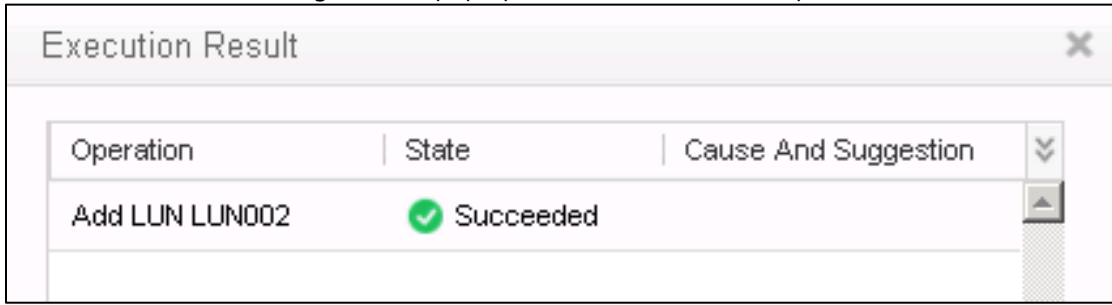 Execution Result
Operation State Cause And Suggestion
Add LUN LUN002 Succeeded